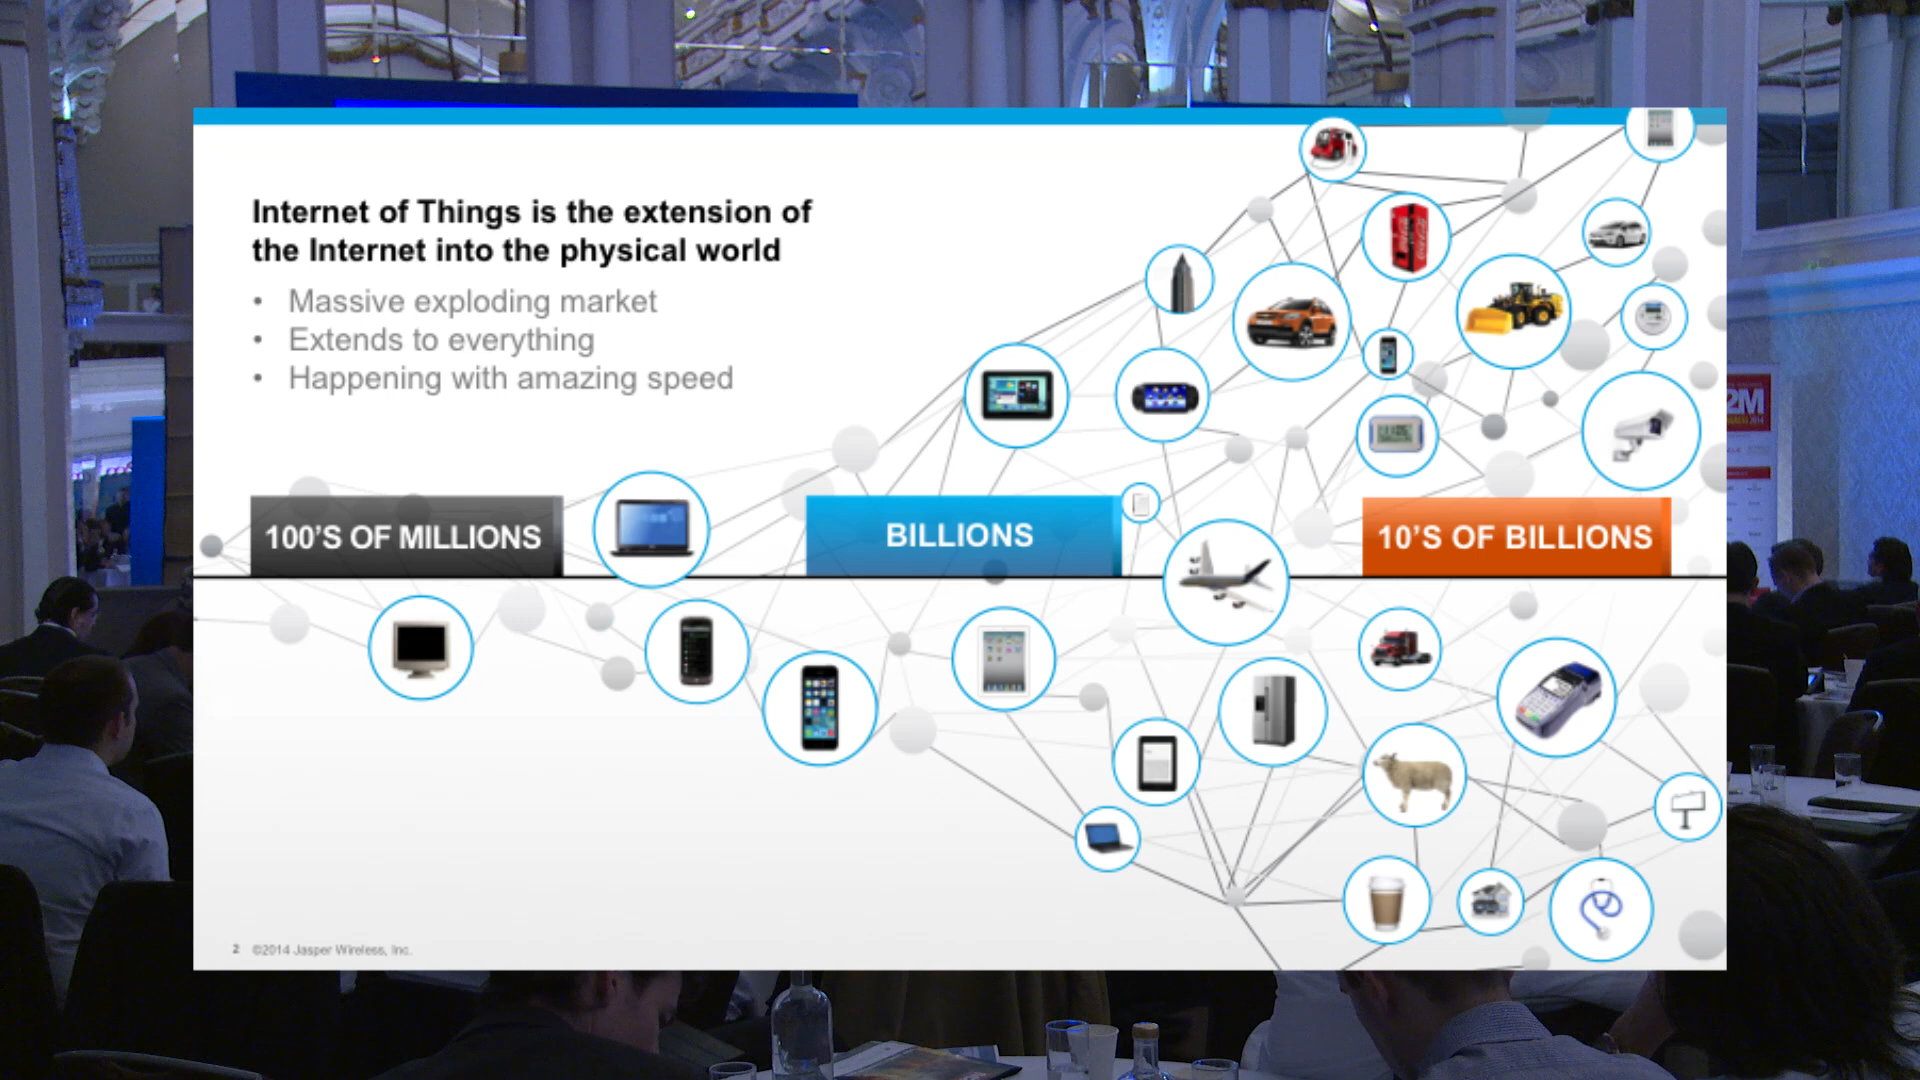 Internet of Things is the extension of
the Internet into the physical world
• Massive exploding market
• Extends to everything
• Happening with amazing speed
100'S OF MILLIONS
BILLIONS
10'S OF BILLIONS
2 ©2014 Jasper Wireless, Inc.
2M